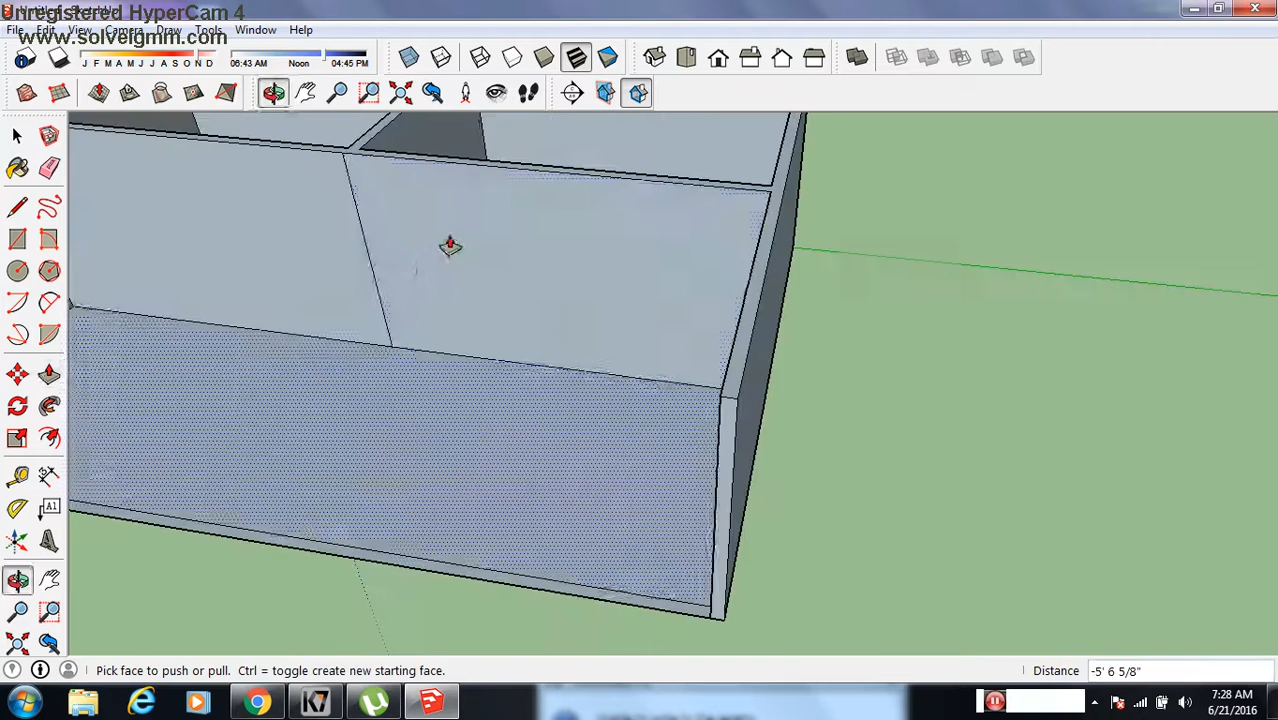 Unregistered HyperCam 4
www.solveigmm.com
File Edit View Camera Draw Tools Window Help
J F M A M J J A S O N D
06:43 AM Noon 04:45 PM
A1
Pick face to push or pull. Ctrl = toggle create new starting face.
Distance -5' 6 5/8"
7:28 AM
6/21/2016